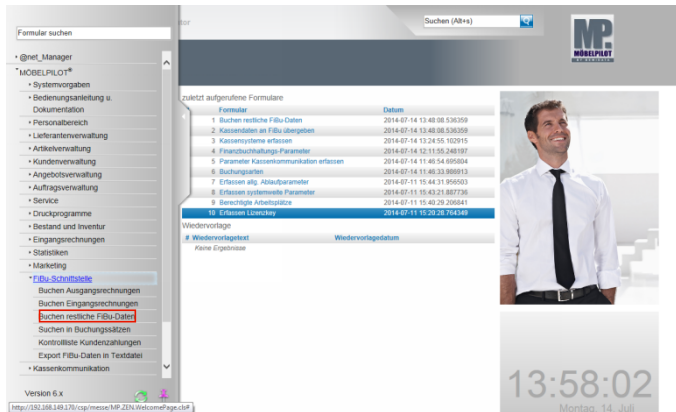 tor
Suchen (Alt+s)
MP.
MÖBELPILOT
Formular suchen
@net_Manager
MÖBELPILOT®
Systemvorgaben
Bedienungsanleitung u.
Dokumentation
Personalbereich
Lieferantenverwaltung
Artikelverwaltung
Kundenverwaltung
Angebotsverwaltung
Auftragsverwaltung
Service
Druckprogramme
Bestand und Inventur
Eingangsrechnungen
Statistiken
Marketing
FiBu-Schnittstelle
Buchen Ausgangsrechnungen
Buchen Eingangsrechnungen
Buchen restliche FiBu-Daten
Suchen in Buchungssätzen
Kontrollliste Kundenzahlungen
Export FiBu-Daten in Textdatei
Kassenkommunikation
Version 6.x
http://192.168.149.170/csp/messe/MP.ZEN.WelcomePage.cls#
zuletzt aufgerufene Formulare
Formular Datum
1 Buchen restliche FiBu-Daten 2014-07-14 13:48:08.536359
2 Kassendaten an FiBu übergeben 2014-07-14 13:48:08.536359
3 Kassensysteme erfassen 2014-07-14 13:24:55.102915
4 Finanzbuchhaltungs-Parameter 2014-07-14 12:11:55.248197
5 Parameter Kassenkommunikation erfassen 2014-07-14 11:46:54.695804
6 Buchungsarten 2014-07-14 11:46:33.986913
7 Erfassen allg. Ablaufparameter 2014-07-11 15:44:31.956503
8 Erfassen systemweite Parameter 2014-07-11 15:43:21.887736
9 Berechtigte Arbeitsplätze 2014-07-11 15:40:29.206841
10 Erfassen Lizenzkey 2014-07-11 15:20:28.764349
Wiedervorlage
# Wiedervorlagetext Wiedervorlagedatum
Keine Ergebnisse
13:58:02
Montag, 14. Juli